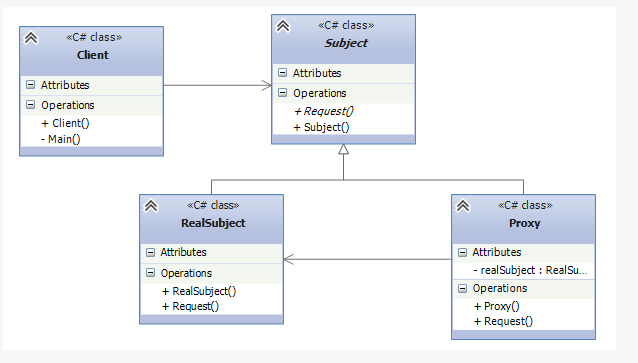 «C# class»
Client
Attributes
Operations
+ Client()
- Main()
«C# class»
Subject
Attributes
Operations
+ Request()
+ Subject()
«C# class»
RealSubject
Attributes
Operations
+ RealSubject()
+ Request()
«C# class»
Proxy
Attributes
- realSubject : RealSu...
Operations
+ Proxy()
+ Request()